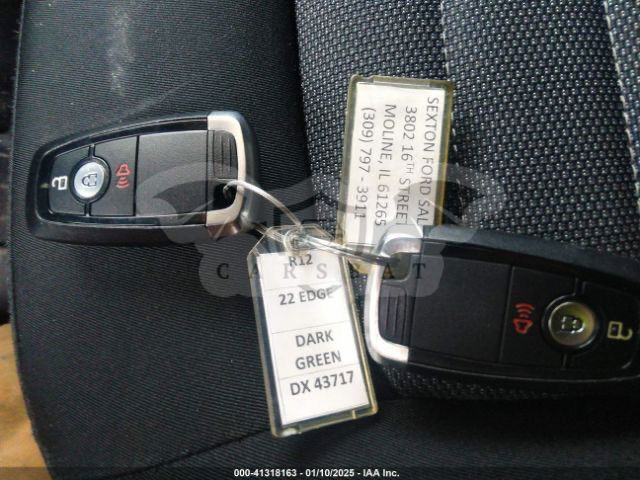 SEXTON FORD SAL
3802 16TH STREET
MOLINE, IL 61265
(309) 797 - 3911
R12
22 EDGE
DARK
GREEN
DX 43717
CARSEAT
000-41318163 - 01/10/2025 - IAA Inc.